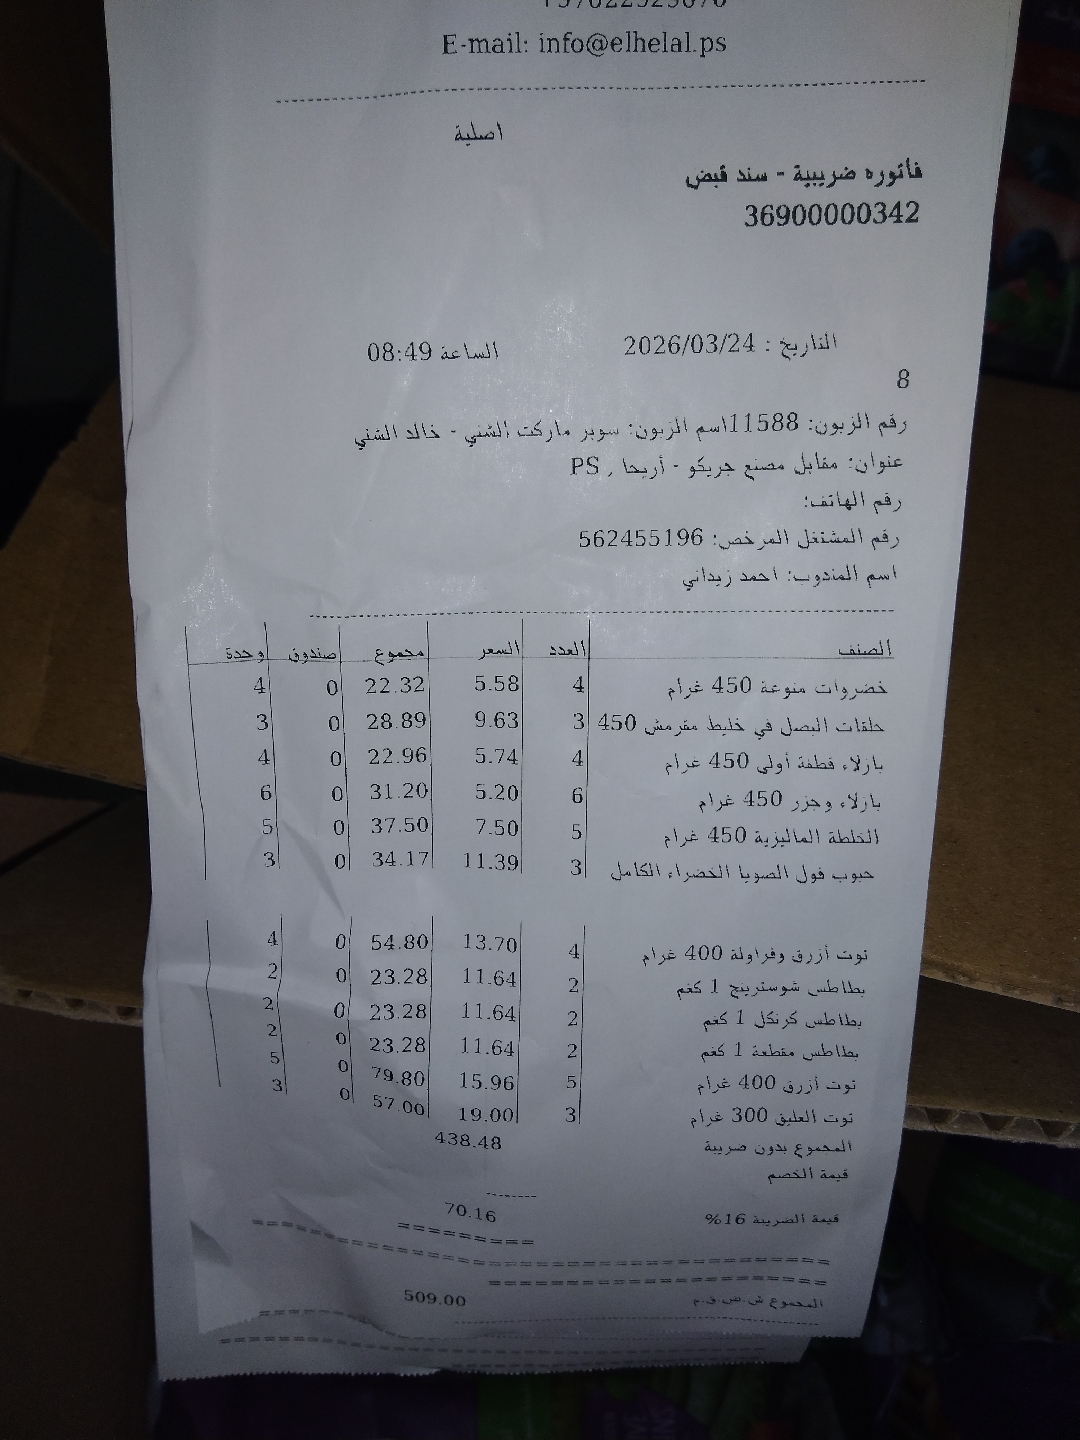 E-mail: info@elhelal.ps
اصلية
فاتوره ضريبية - سند قبض
36900000342
التاريخ : 2026/03/24 الساعة 08:49
8
رقم الزبون: 11588اسم الزبون: سوبر ماركت الشني - خالد الشني
عنوان: مقابل مصنع جريكو - أريحا , PS
رقم الهاتف:
رقم المشتغل المرخص: 562455196
اسم المندوب: احمد زيداني
الصنف العدد السعر مجموع صندوق وحدة
خضروات منوعة 450 غرام 4 5.58 22.32 0 4
حلقات البصل في خليط مقرمش 450 3 9.63 28.89 0 3
بازلاء قطفة أولى 450 غرام 4 5.74 22.96 0 4
بازلاء وجزر 450 غرام 6 5.20 31.20 0 6
الخلطة الماليزية 450 غرام 5 7.50 37.50 0 5
حبوب فول الصويا الخضراء الكامل 3 11.39 34.17 0 3
توت أزرق وفراولة 400 غرام 4 13.70 54.80 0 4
بطاطس شوسترينج 1 كغم 2 11.64 23.28 0 2
بطاطس كرنكل 1 كغم 2 11.64 23.28 0 2
بطاطس مقطعة 1 كغم 2 11.64 23.28 0 2
توت أزرق 400 غرام 5 15.96 79.80 0 5
توت العليق 300 غرام 3 19.00 57.00 0 3
المجموع بدون ضريبة 438.48
قيمة الخصم
قيمة الضريبة 16% 70.16
المجموع ش.ض.ق.م 509.00